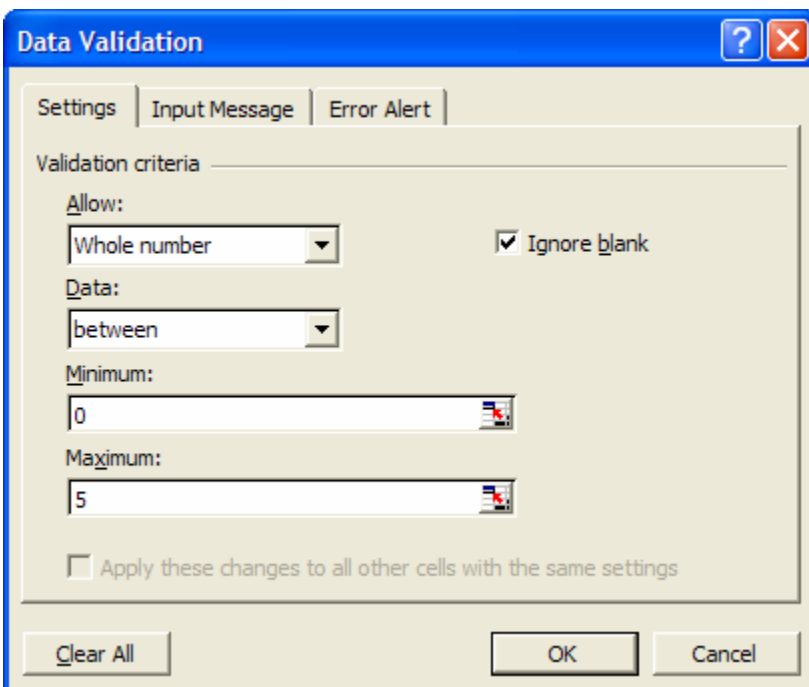 Data Validation ?
Settings Input Message Error Alert
Validation criteria
Allow:
Whole number Ignore blank
Data:
between
Minimum:
0
Maximum:
5
Apply these changes to all other cells with the same settings
Clear All OK Cancel